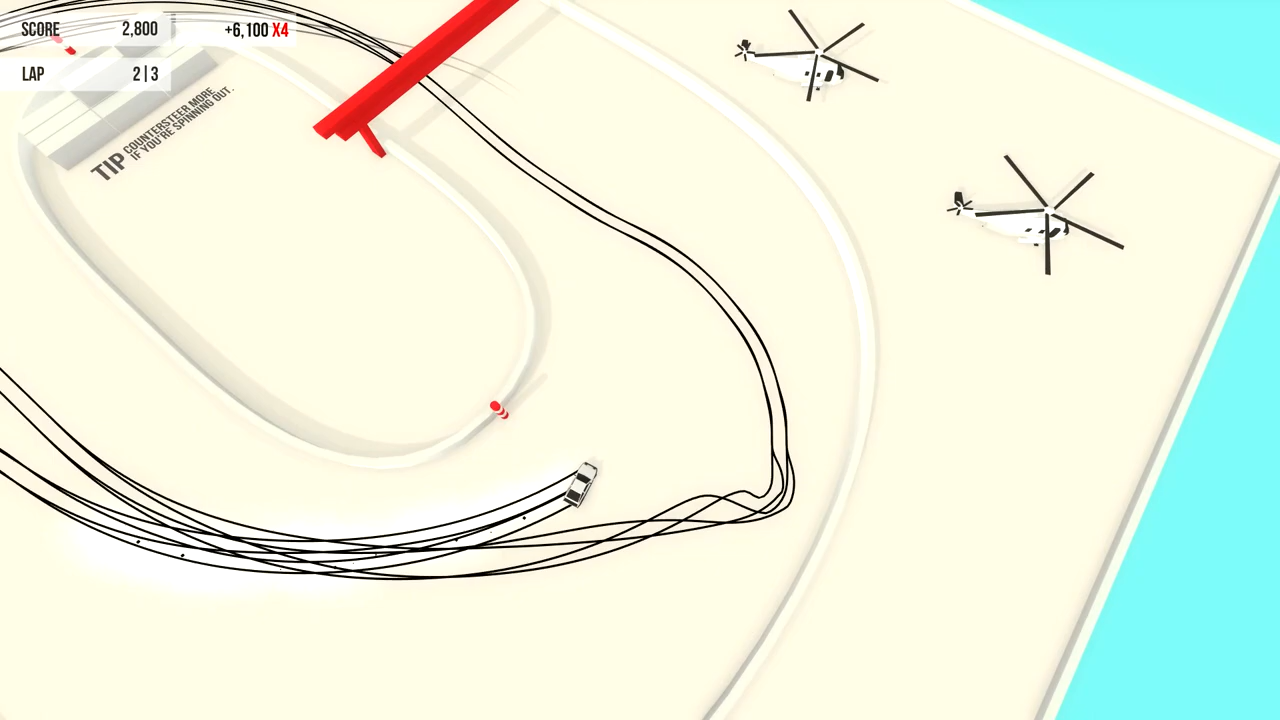 SCORE 2,800 +6,100 X4
LAP 2|3
TIP COUNTERSTEER MORE
IF YOU'RE SPINNING OUT.